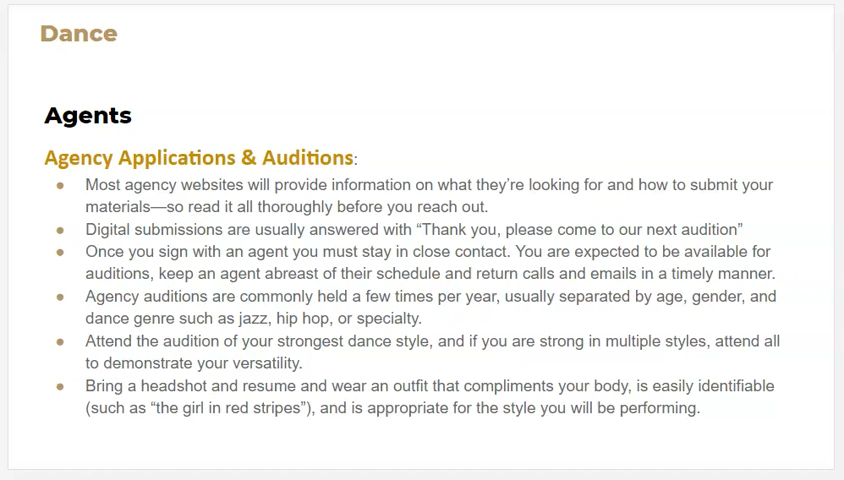 Dance
Agents
Agency Applications & Auditions:
● Most agency websites will provide information on what they’re looking for and how to submit your
materials—so read it all thoroughly before you reach out.
● Digital submissions are usually answered with “Thank you, please come to our next audition”
● Once you sign with an agent you must stay in close contact. You are expected to be available for
auditions, keep an agent abreast of their schedule and return calls and emails in a timely manner.
● Agency auditions are commonly held a few times per year, usually separated by age, gender, and
dance genre such as jazz, hip hop, or specialty.
● Attend the audition of your strongest dance style, and if you are strong in multiple styles, attend all
to demonstrate your versatility.
● Bring a headshot and resume and wear an outfit that compliments your body, is easily identifiable
(such as “the girl in red stripes”), and is appropriate for the style you will be performing.